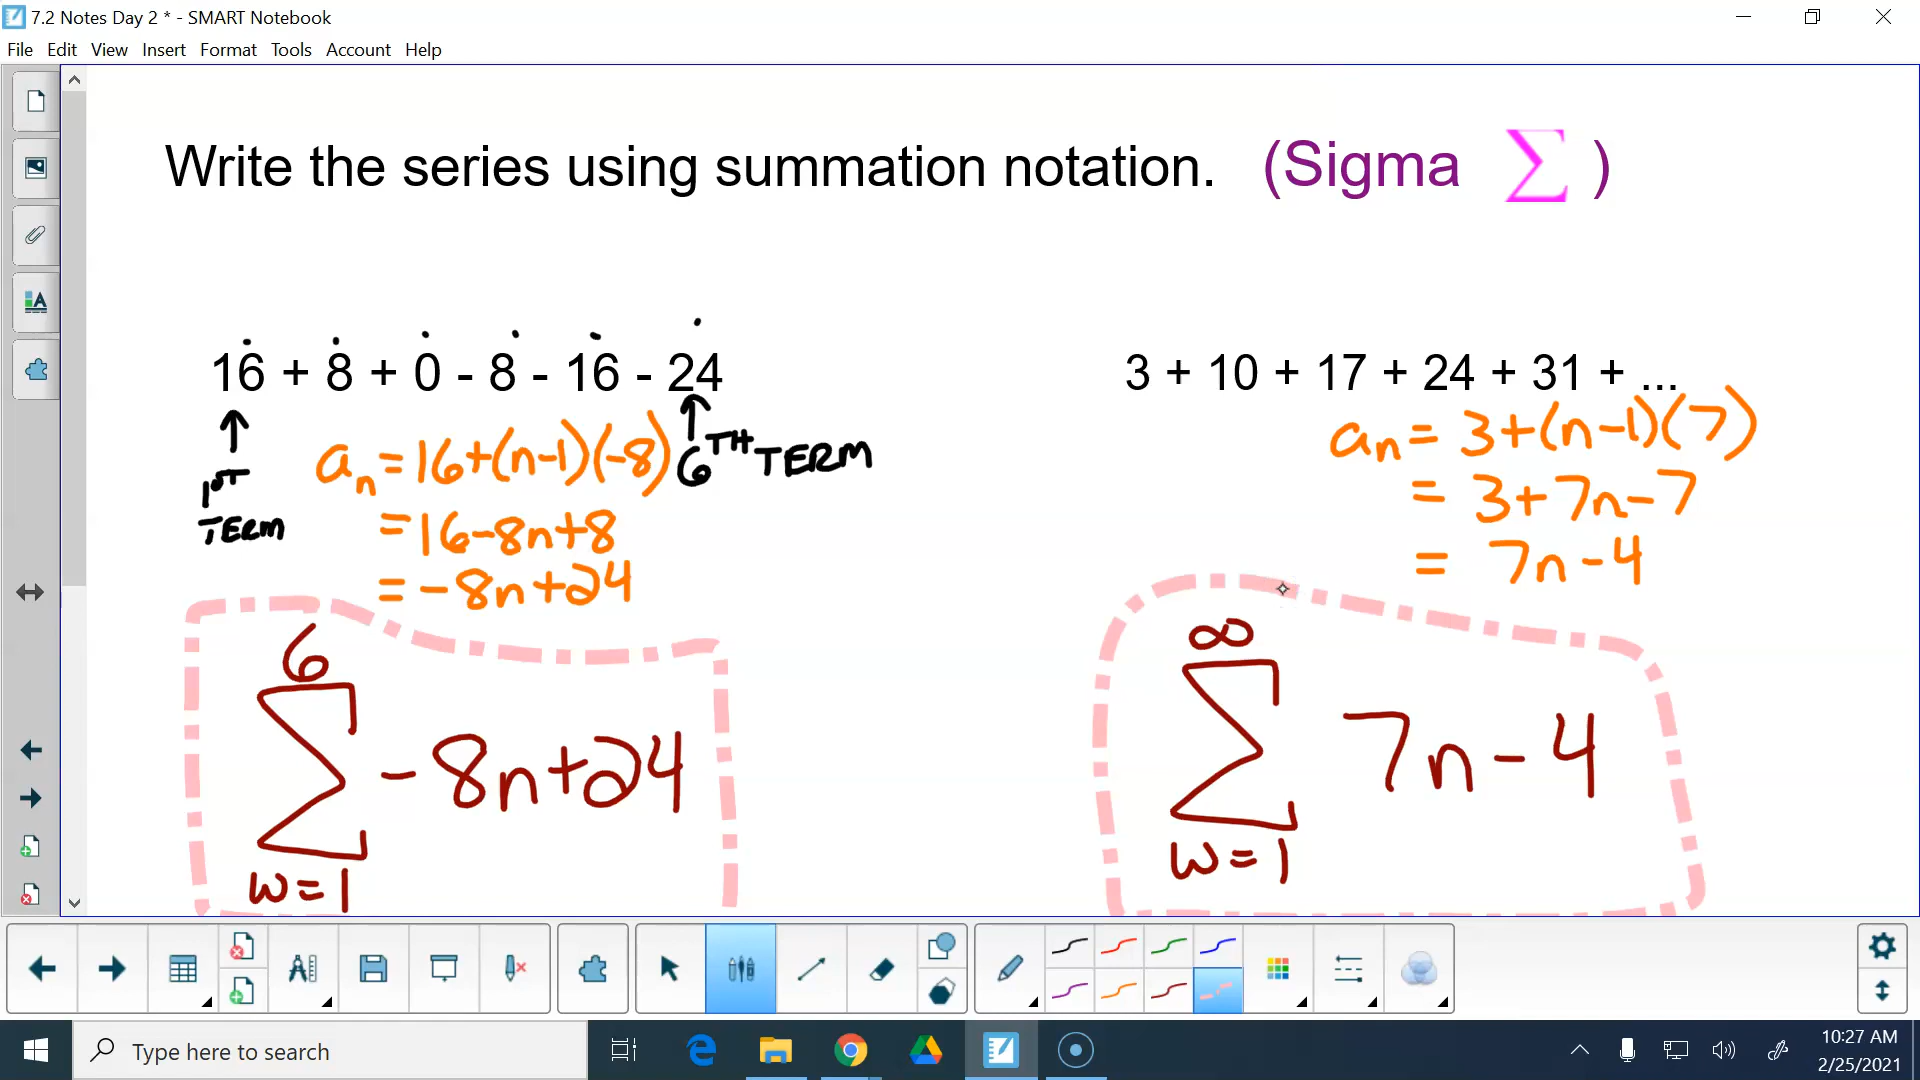 7.2 Notes Day 2 * - SMART Notebook
File Edit View Insert Format Tools Account Help
Write the series using summation notation. (Sigma ∑ )
16 + 8 + 0 - 8 - 16 - 24
1ST TERM
6TH TERM
an = 16+(n-1)(-8)
= 16-8n+8
= -8n+24
6
∑ -8n+24
w=1
3 + 10 + 17 + 24 + 31 + ...
an = 3+(n-1)(7)
= 3+7n-7
= 7n-4
∞
∑ 7n-4
w=1
Type here to search
10:27 AM
2/25/2021